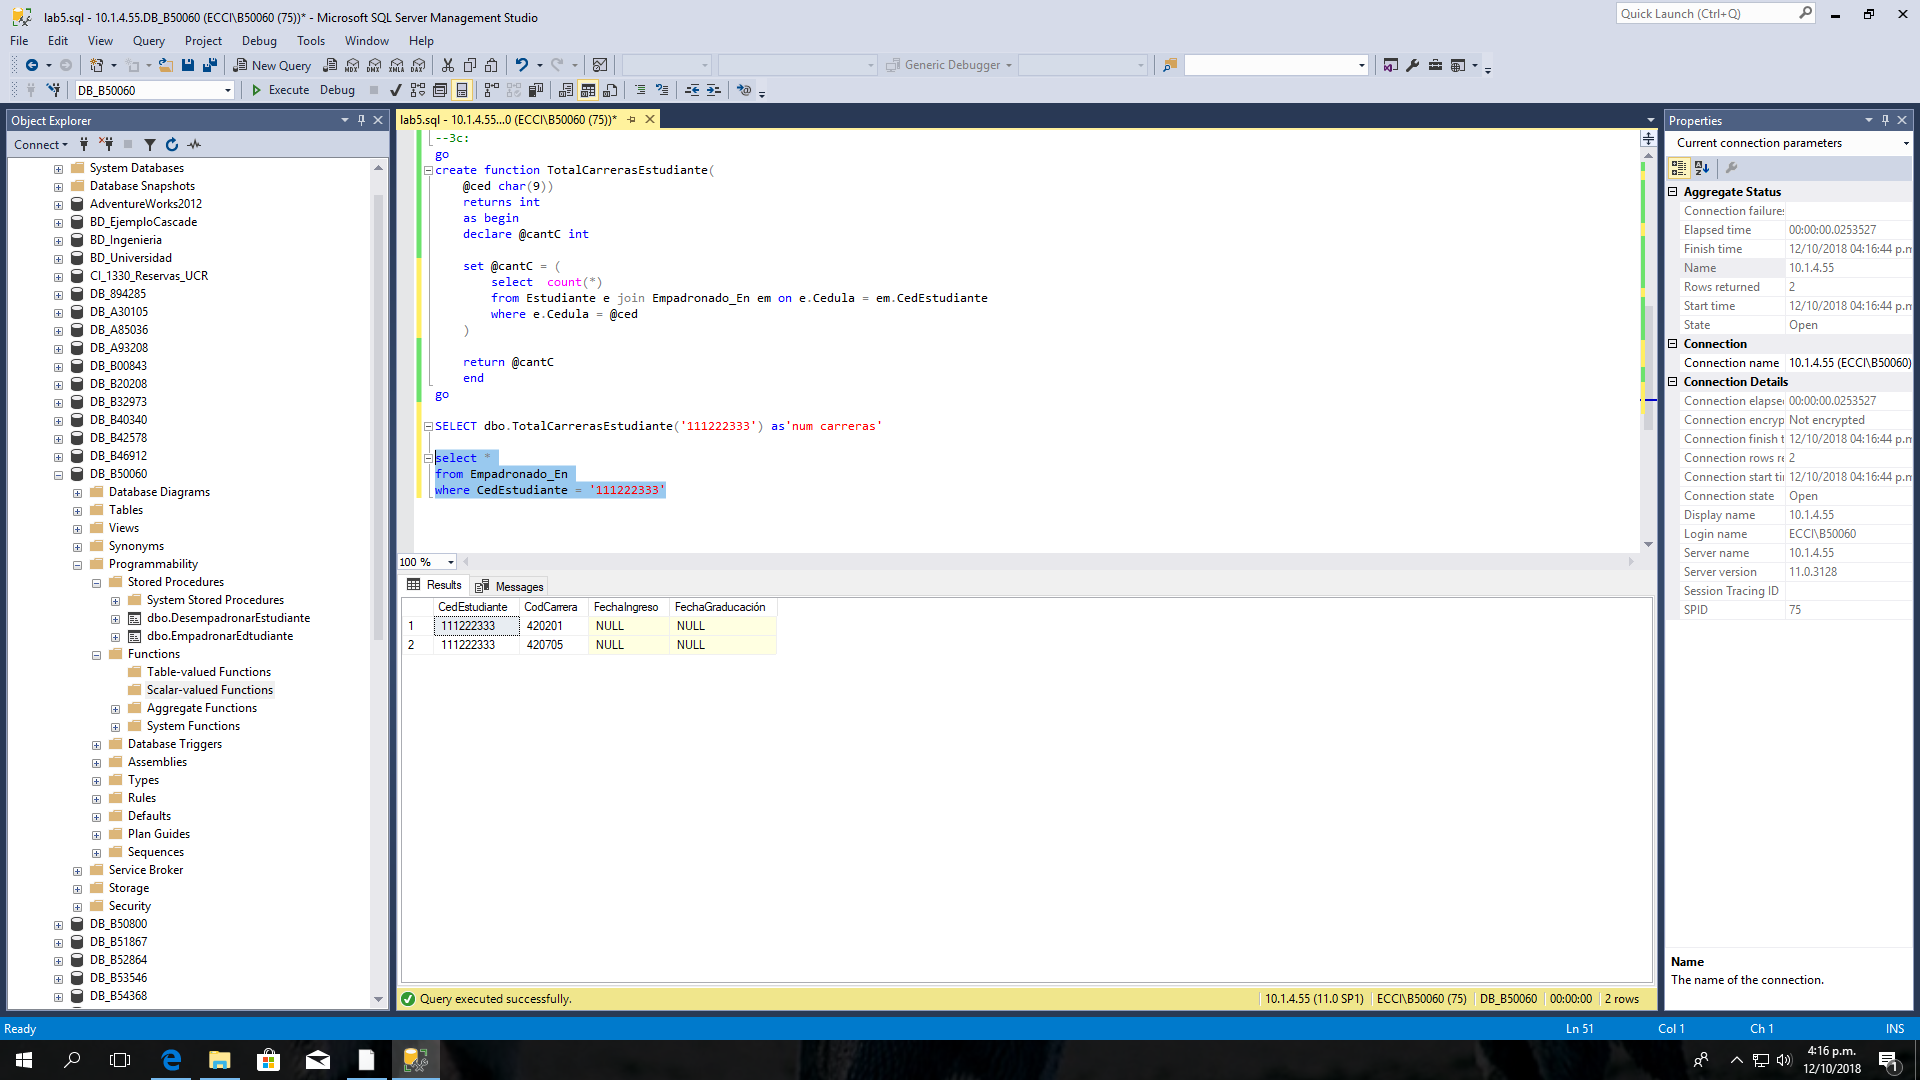 lab5.sql - 10.1.4.55.DB_B50060 (ECCI\B50060 (75))* - Microsoft SQL Server Management Studio
Quick Launch (Ctrl+Q)
File Edit View Query Project Debug Tools Window Help
New Query
Generic Debugger
DB_B50060
Execute Debug
Object Explorer
Connect
System Databases
Database Snapshots
AdventureWorks2012
BD_EjemploCascade
BD_Ingenieria
BD_Universidad
CI_1330_Reservas_UCR
DB_894285
DB_A30105
DB_A85036
DB_A93208
DB_B00843
DB_B20208
DB_B32973
DB_B40340
DB_B42578
DB_B46912
DB_B50060
Database Diagrams
Tables
Views
Synonyms
Programmability
Stored Procedures
System Stored Procedures
dbo.DesempadronarEstudiante
dbo.EmpadronarEdtudiante
Functions
Table-valued Functions
Scalar-valued Functions
Aggregate Functions
System Functions
Database Triggers
Assemblies
Types
Rules
Defaults
Plan Guides
Sequences
Service Broker
Storage
Security
DB_B50800
DB_B51867
DB_B52864
DB_B53546
DB_B54368
lab5.sql - 10.1.4.55...0 (ECCI\B50060 (75))*
--3c:
go
create function TotalCarrerasEstudiante(
@ced char(9))
returns int
as begin
declare @cantC int
set @cantC = (
select count(*)
from Estudiante e join Empadronado_En em on e.Cedula = em.CedEstudiante
where e.Cedula = @ced
)
return @cantC
end
go
SELECT dbo.TotalCarrerasEstudiante('111222333') as'num carreras'
select *
from Empadronado_En
where CedEstudiante = '111222333'
100 %
Results Messages
CedEstudiante CodCarrera FechaIngreso FechaGraducación
1 111222333 420201 NULL NULL
2 111222333 420705 NULL NULL
Query executed successfully.
10.1.4.55 (11.0 SP1) ECCI\B50060 (75) DB_B50060 00:00:00 2 rows
Properties
Current connection parameters
Aggregate Status
Connection failures
Elapsed time 00:00:00.0253527
Finish time 12/10/2018 04:16:44 p.m
Name 10.1.4.55
Rows returned 2
Start time 12/10/2018 04:16:44 p.m
State Open
Connection
Connection name 10.1.4.55 (ECCI\B50060)
Connection Details
Connection elapse 00:00:00.0253527
Connection encryp Not encrypted
Connection finish t 12/10/2018 04:16:44 p.m
Connection rows re 2
Connection start ti 12/10/2018 04:16:44 p.m
Connection state Open
Display name 10.1.4.55
Login name ECCI\B50060
Server name 10.1.4.55
Server version 11.0.3128
Session Tracing ID
SPID 75
Name
The name of the connection.
Ready
Ln 51 Col 1 Ch 1 INS
4:16 p.m.
12/10/2018
1